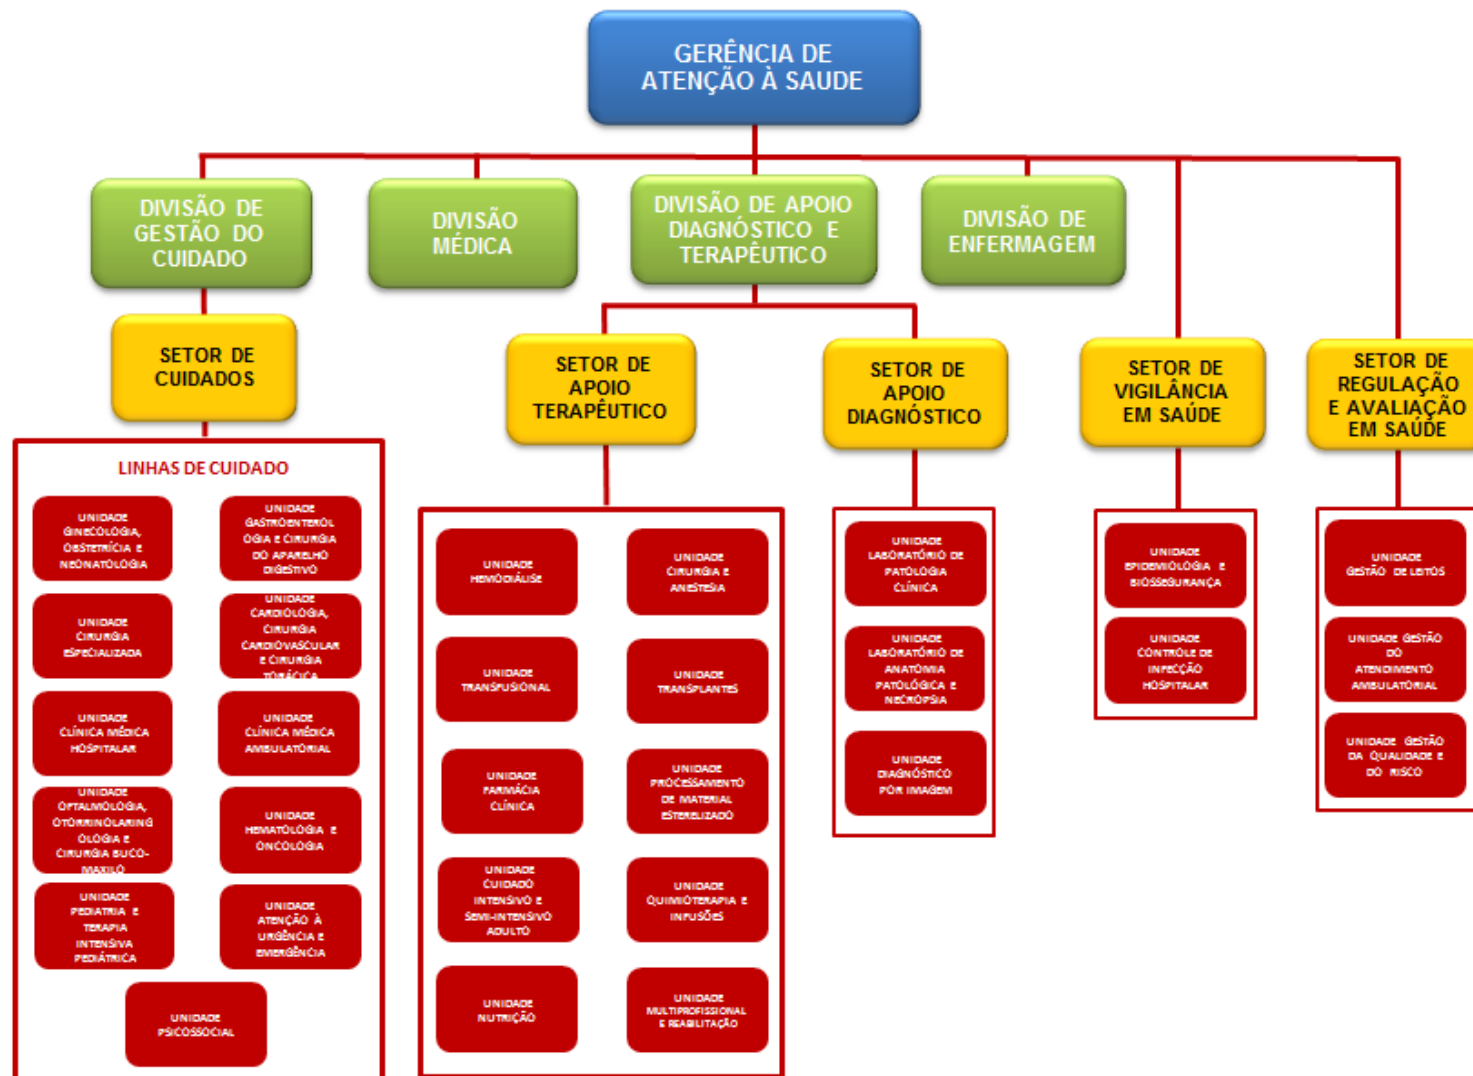 GERÊNCIA DE
ATENÇÃO À SAUDE
DIVISÃO DE
GESTÃO DO
CUIDADO
DIVISÃO
MÉDICA
DIVISÃO DE APOIO
DIAGNÓSTICO E
TERAPÊUTICO
DIVISÃO DE
ENFERMAGEM
SETOR DE
CUIDADOS
SETOR DE
APOIO
TERAPÊUTICO
SETOR DE
APOIO
DIAGNÓSTICO
SETOR DE
VIGILÂNCIA
EM SAÚDE
SETOR DE
REGULAÇÃO
E AVALIAÇÃO
EM SAÚDE
LINHAS DE CUIDADO
UNIDADE
GINECOLOGIA,
OBSTETRÍCIA E
NEONATOLOGIA
UNIDADE
GASTROENTEROL
OGIA E CIRURGIA
DO APARELHO
DIGESTIVO
UNIDADE
CIRURGIA
ESPECIALIZADA
UNIDADE
CARDIOLOGIA,
CIRURGIA
CARDIOVASCULAR
E CIRURGIA
TORÁCICA
UNIDADE
CLÍNICA MÉDICA
HOSPITALAR
UNIDADE
CLÍNICA MÉDICA
AMBULATORIAL
UNIDADE
OFTALMOLOGIA,
OTORRINOLARING
OLOGIA E
CIRURGIA BUCO-
MAXILO
UNIDADE
HEMATOLOGIA E
ONCOLOGIA
UNIDADE
PEDIATRIA E
TERAPIA
INTENSIVA
PEDIÁTRICA
UNIDADE
ATENÇÃO À
URGÊNCIA E
EMERGÊNCIA
UNIDADE
PSICOSSOCIAL
UNIDADE
HEMODIÁLISE
UNIDADE
CIRURGIA E
ANESTESIA
UNIDADE
TRANSFUSIONAL
UNIDADE
TRANSPLANTES
UNIDADE
FARMÁCIA
CLÍNICA
UNIDADE
PROCESSAMENTO
DE MATERIAL
ESTERELIZADO
UNIDADE
CUIDADO
INTENSIVO E
SEMI-INTENSIVO
ADULTO
UNIDADE
QUIMIOTERAPIA E
INFUSÕES
UNIDADE
NUTRIÇÃO
UNIDADE
MULTIPROFISSIONAL
E REABILITAÇÃO
UNIDADE
LABORATÓRIO DE
PATOLOGIA
CLÍNICA
UNIDADE
LABORATÓRIO DE
ANATOMIA
PATOLÓGICA E
NECROPSIA
UNIDADE
DIAGNÓSTICO
POR IMAGEM
UNIDADE
EPIDEMIOLOGIA E
BIOSSEGURANÇA
UNIDADE
CONTROLE DE
INFECÇÃO
HOSPITALAR
UNIDADE
GESTÃO DE LEITOS
UNIDADE GESTÃO
DO
ATENDIMENTO
AMBULATORIAL
UNIDADE GESTÃO
DA QUALIDADE E
DO RISCO